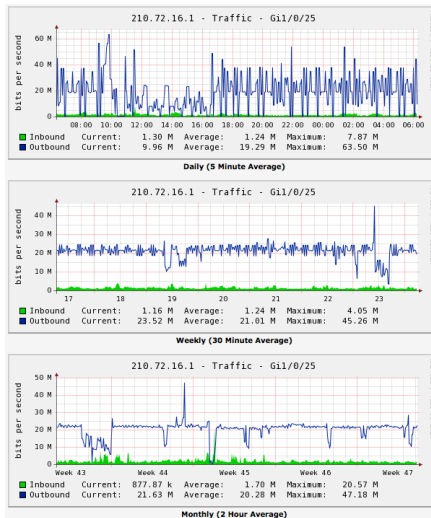 210.72.16.1 - Traffic - Gi1/0/25
bits per second
60 M
50 M
40 M
30 M
20 M
10 M
0
08:00 10:00 12:00 14:00 16:00 18:00 20:00 22:00 00:00 02:00 04:00 06:00
Inbound Current: 1.30 M Average: 1.24 M Maximum: 7.87 M
Outbound Current: 9.96 M Average: 19.29 M Maximum: 63.50 M
Daily (5 Minute Average)
210.72.16.1 - Traffic - Gi1/0/25
bits per second
40 M
30 M
20 M
10 M
0
17 18 19 20 21 22 23
Inbound Current: 1.16 M Average: 1.24 M Maximum: 4.05 M
Outbound Current: 23.52 M Average: 21.01 M Maximum: 45.26 M
Weekly (30 Minute Average)
210.72.16.1 - Traffic - Gi1/0/25
bits per second
50 M
40 M
30 M
20 M
10 M
0
Week 43 Week 44 Week 45 Week 46 Week 47
Inbound Current: 877.87 k Average: 1.70 M Maximum: 20.57 M
Outbound Current: 21.63 M Average: 20.28 M Maximum: 47.18 M
Monthly (2 Hour Average)